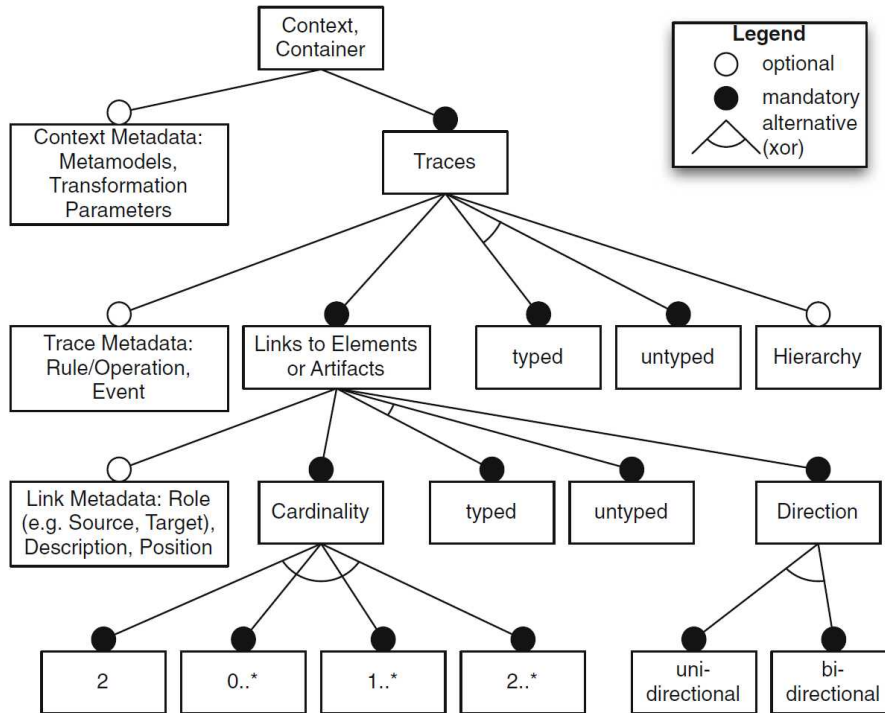 Context,
Container
Legend
optional
mandatory
alternative
(xor)
Context Metadata:
Metamodels,
Transformation
Parameters
Traces
Trace Metadata:
Rule/Operation,
Event
Links to Elements
or Artifacts
typed
untyped
Hierarchy
Link Metadata: Role
(e.g. Source, Target),
Description, Position
Cardinality
typed
untyped
Direction
2
0..*
1..*
2..*
uni-
directional
bi-
directional